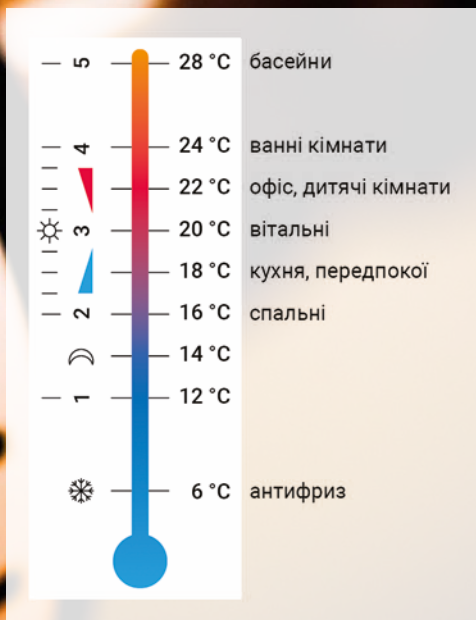 5 28 °C басейни
4 24 °C ванні кімнати
22 °C офіс, дитячі кімнати
3 20 °C вітальні
18 °C кухня, передпокої
2 16 °C спальні
14 °C
1 12 °C
6 °C антифриз